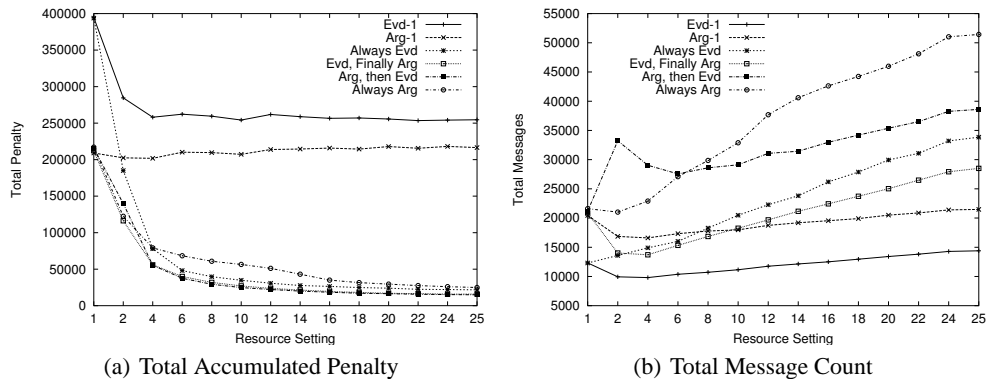 400000
350000
300000
250000
200000
150000
100000
50000
0
Total Penalty
Evd-1
Arg-1
Always Evd
Evd, Finally Arg
Arg, then Evd
Always Arg
1 2 4 6 8 10 12 14 16 18 20 22 24 25
Resource Setting
(a) Total Accumulated Penalty
55000
50000
45000
40000
35000
30000
25000
20000
15000
10000
5000
Total Messages
Evd-1
Arg-1
Always Evd
Evd, Finally Arg
Arg, then Evd
Always Arg
1 2 4 6 8 10 12 14 16 18 20 22 24 25
Resource Setting
(b) Total Message Count